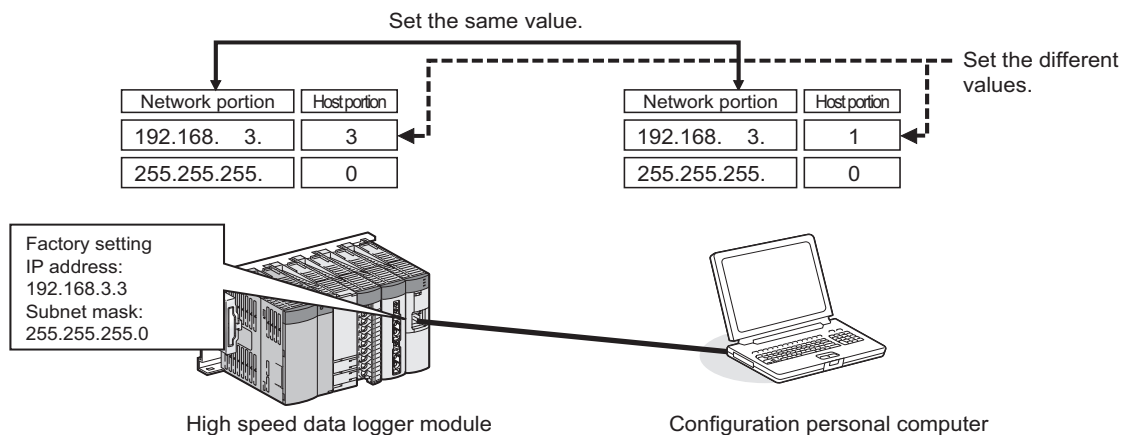 Set the same value.
Set the different
values.
Network portion Host portion
192.168. 3. 3
255.255.255. 0
Network portion Host portion
192.168. 3. 1
255.255.255. 0
Factory setting
IP address:
192.168.3.3
Subnet mask:
255.255.255.0
High speed data logger module
Configuration personal computer